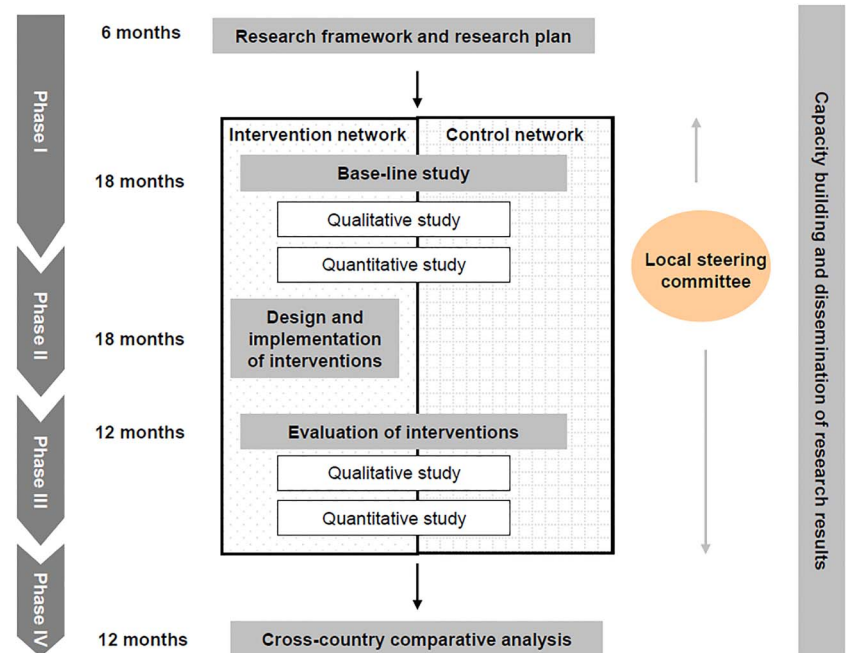 6 months
Research framework and research plan
Phase I
Intervention network
Control network
18 months
Base-line study
Qualitative study
Quantitative study
Local steering
committee
Phase II
18 months
Design and
implementation
of interventions
Phase III
12 months
Evaluation of interventions
Qualitative study
Quantitative study
Phase IV
12 months
Cross-country comparative analysis
Capacity building and dissemination of research results